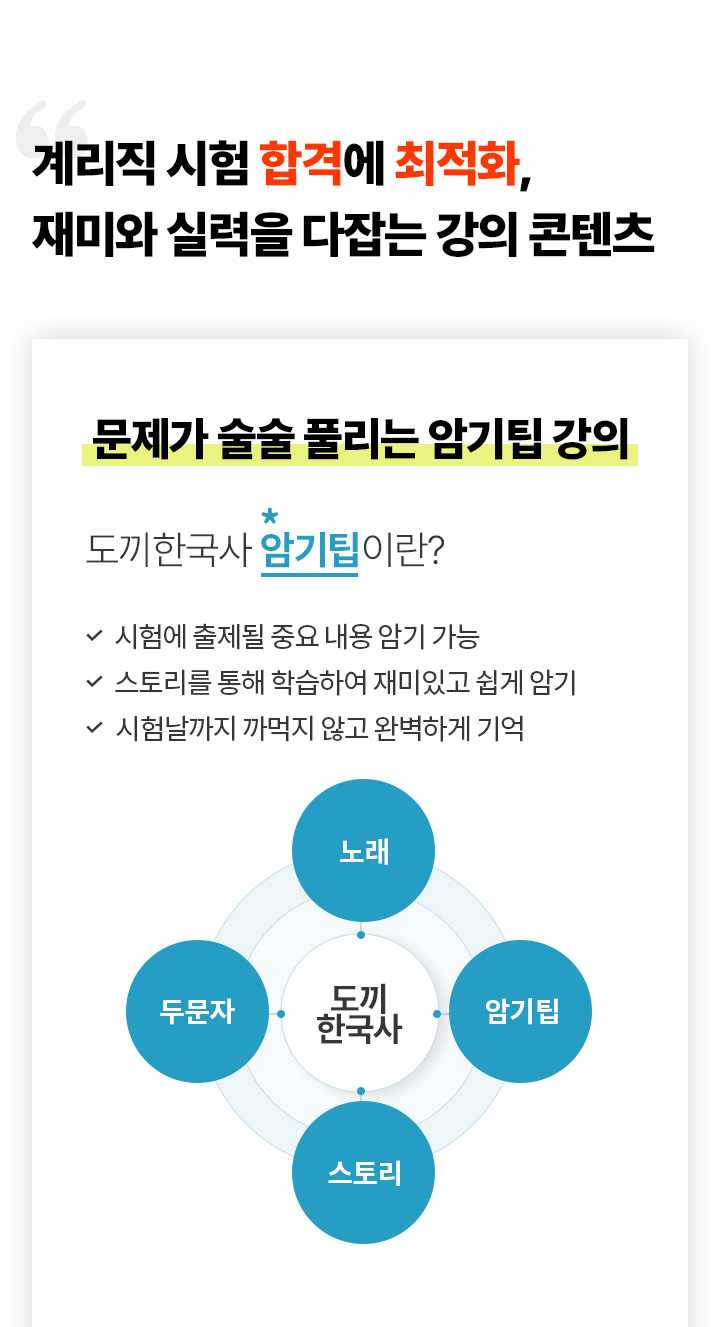 “
계리직 시험 합격에 최적화,
재미와 실력을 다잡는 강의 콘텐츠
문제가 술술 풀리는 암기팁 강의
*
도끼한국사 암기팁이란?
✓ 시험에 출제될 중요 내용 암기 가능
✓ 스토리를 통해 학습하여 재미있고 쉽게 암기
✓ 시험날까지 까먹지 않고 완벽하게 기억
노래
두문자
도끼
한국사
암기팁
스토리